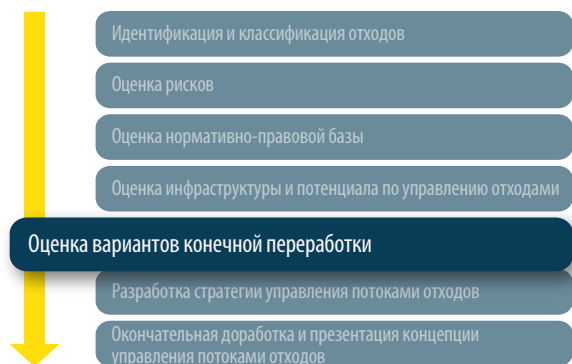 Идентификация и классификация отходов
Оценка рисков
Оценка нормативно-правовой базы
Оценка инфраструктуры и потенциала по управлению отходами
Оценка вариантов конечной переработки
Разработка стратегии управления потоками отходов
Окончательная доработка и презентация концепции
управления потоками отходов